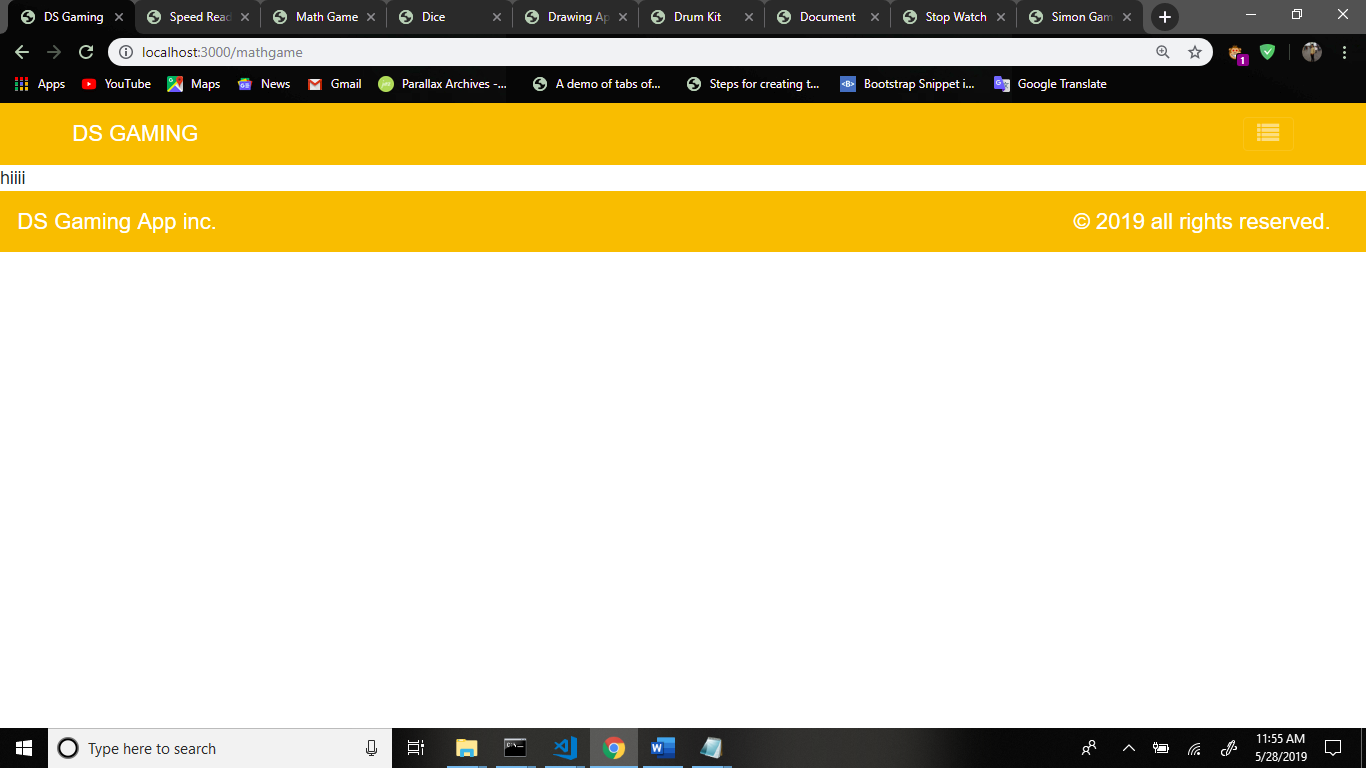 DS Gaming Speed Read Math Game Dice Drawing Ap Drum Kit Document Stop Watch Simon Gam
localhost:3000/mathgame
Apps YouTube Maps News Gmail Parallax Archives -... A demo of tabs of... Steps for creating t... Bootstrap Snippet i... Google Translate
DS GAMING
hiiii
DS Gaming App inc. © 2019 all rights reserved.
Type here to search
11:55 AM
5/28/2019